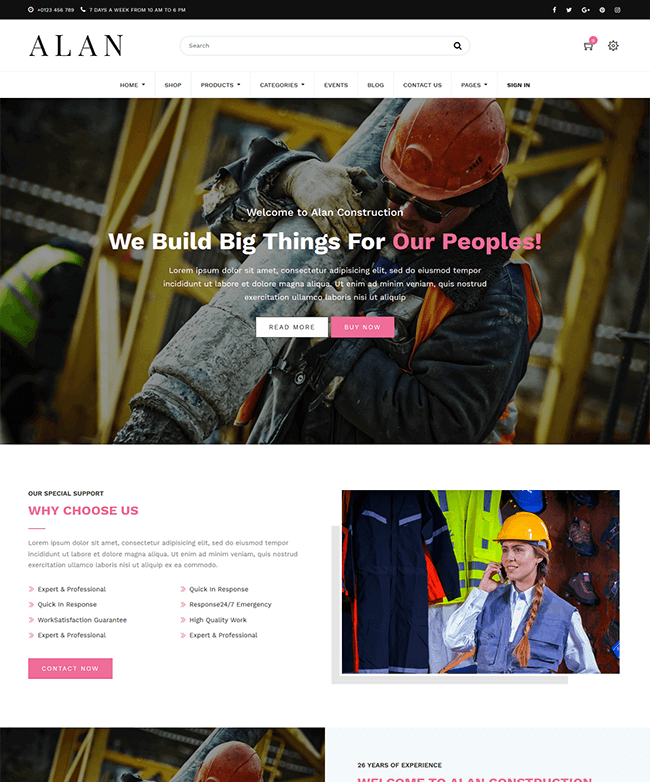 +0123 456 789 7 DAYS A WEEK FROM 10 AM TO 6 PM
ALAN
Search
0
HOME SHOP PRODUCTS CATEGORIES EVENTS BLOG CONTACT US PAGES SIGN IN
Welcome to Alan Construction
We Build Big Things For Our Peoples!
Lorem ipsum dolor sit amet, consectetur adipisicing elit, sed do eiusmod tempor
incididunt ut labore et dolore magna aliqua. Ut enim ad minim veniam, quis nostrud
exercitation ullamco laboris nisi ut aliquip
READ MORE BUY NOW
OUR SPECIAL SUPPORT
WHY CHOOSE US
Lorem ipsum dolor sit amet, consectetur adipisicing elit, sed do eiusmod tempor
incididunt ut labore et dolore magna aliqua. Ut enim ad minim veniam, quis
nostrud exercitation ullamco laboris nisi ut aliquip ex ea commodo.
Expert & Professional Quick In Response
Quick In Response Response24/7 Emergency
WorkSatisfaction Guarantee High Quality Work
Expert & Professional Expert & Professional
CONTACT NOW
26 YEARS OF EXPERIENCE
WELCOME TO ALAN CONSTRUCTION